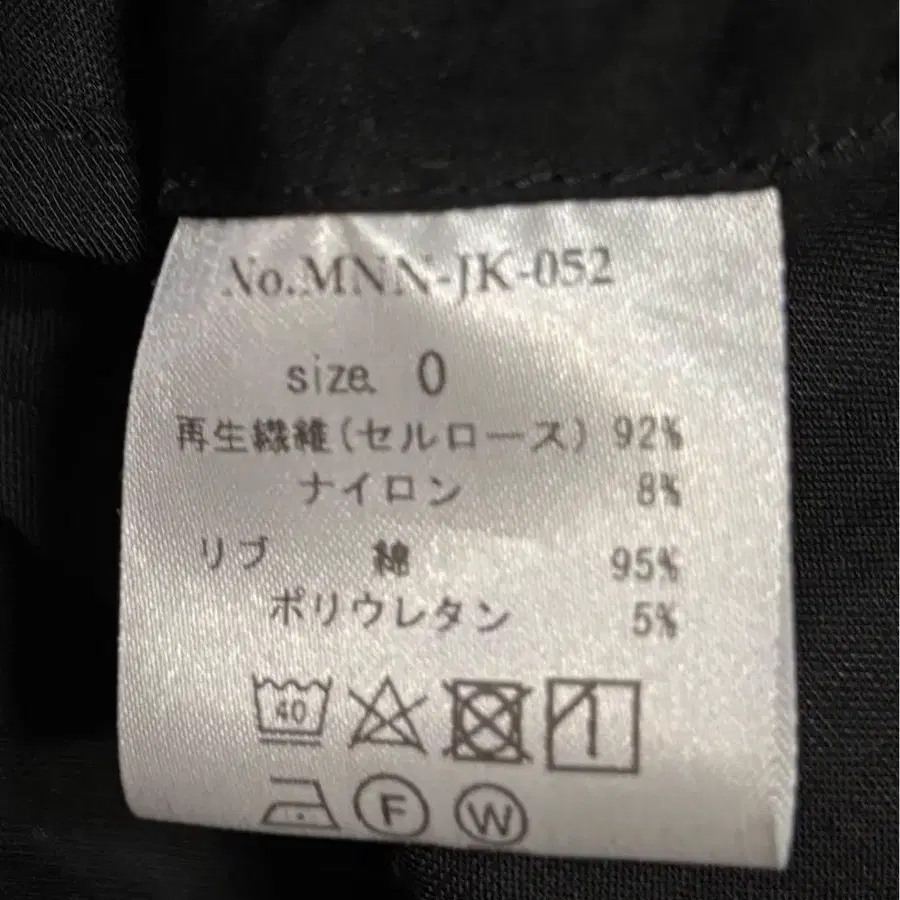 No.MNN-JK-052
size 0
再生繊維(セルロース) 92%
ナイロン 8%
リブ 綿 95%
ポリウレタン 5%
40
F W